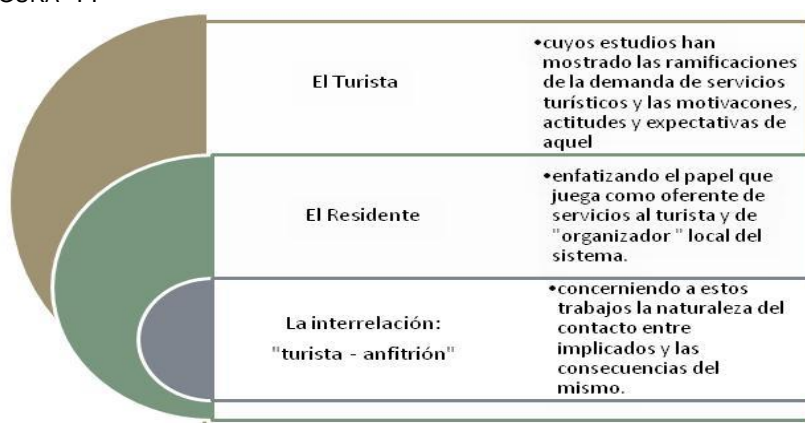 El Turista
•cuyos estudios han
mostrado las ramificaciones
de la demanda de servicios
turísticos y las motivacones,
actitudes y expectativas de
aquel
El Residente
•enfatizando el papel que
juega como oferente de
servicios al turista y de
"organizador " local del
sistema.
La interrelación:
"turista - anfitrión"
•concerniendo a estos
trabajos la naturaleza del
contacto entre
implicados y las
consecuencias del
mismo.